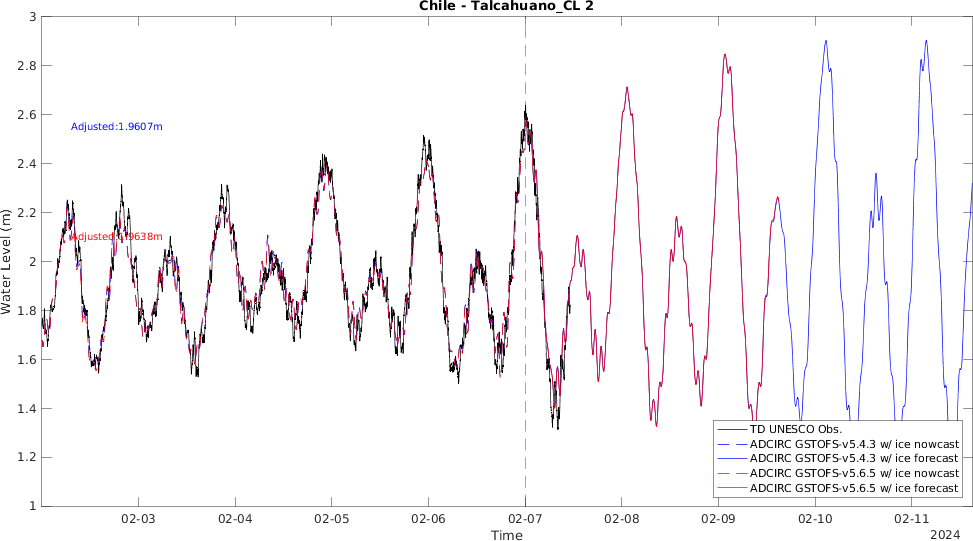 Chile - Talcahuano_CL 2
3
2.8
2.6
2.4
2.2
2
1.8
1.6
1.4
1.2
1
Water Level (m)
Adjusted:1.9607m
Adjusted:1.9638m
TD UNESCO Obs.
ADCIRC GSTOFS-v5.4.3 w/ ice nowcast
ADCIRC GSTOFS-v5.4.3 w/ ice forecast
ADCIRC GSTOFS-v5.6.5 w/ ice nowcast
ADCIRC GSTOFS-v5.6.5 w/ ice forecast
02-03 02-04 02-05 02-06 02-07 02-08 02-09 02-10 02-11
Time
2024